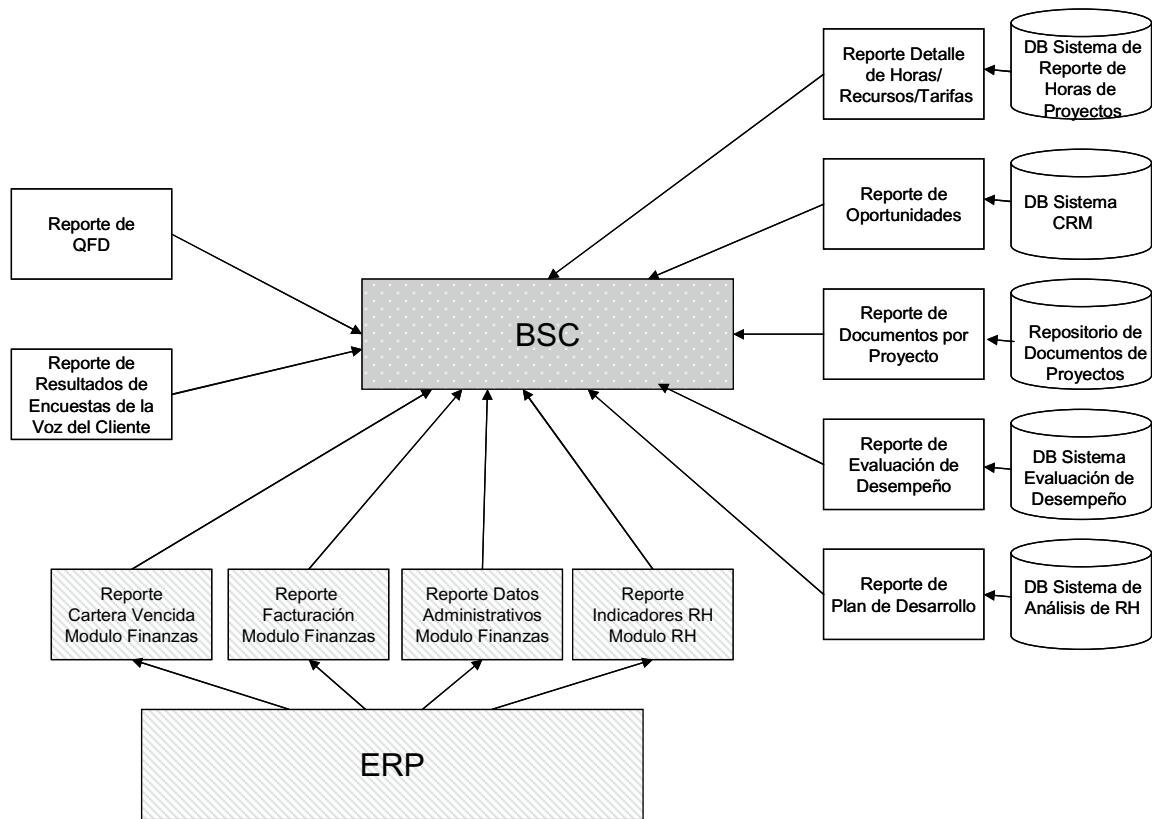 Reporte Detalle
de Horas/
Recursos/Tarifas
DB Sistema de
Reporte de
Horas de
Proyectos
Reporte de
Oportunidades
DB Sistema
CRM
Reporte de
QFD
BSC
Reporte de
Documentos por
Proyecto
Repositorio de
Documentos de
Proyectos
Reporte de
Resultados de
Encuestas de la
Voz del Cliente
Reporte de
Evaluación de
Desempeño
DB Sistema
Evaluación de
Desempeño
Reporte
Cartera Vencida
Modulo Finanzas
Reporte
Facturación
Modulo Finanzas
Reporte Datos
Administrativos
Modulo Finanzas
Reporte
Indicadores RH
Modulo RH
Reporte de
Plan de Desarrollo
DB Sistema de
Análisis de RH
ERP